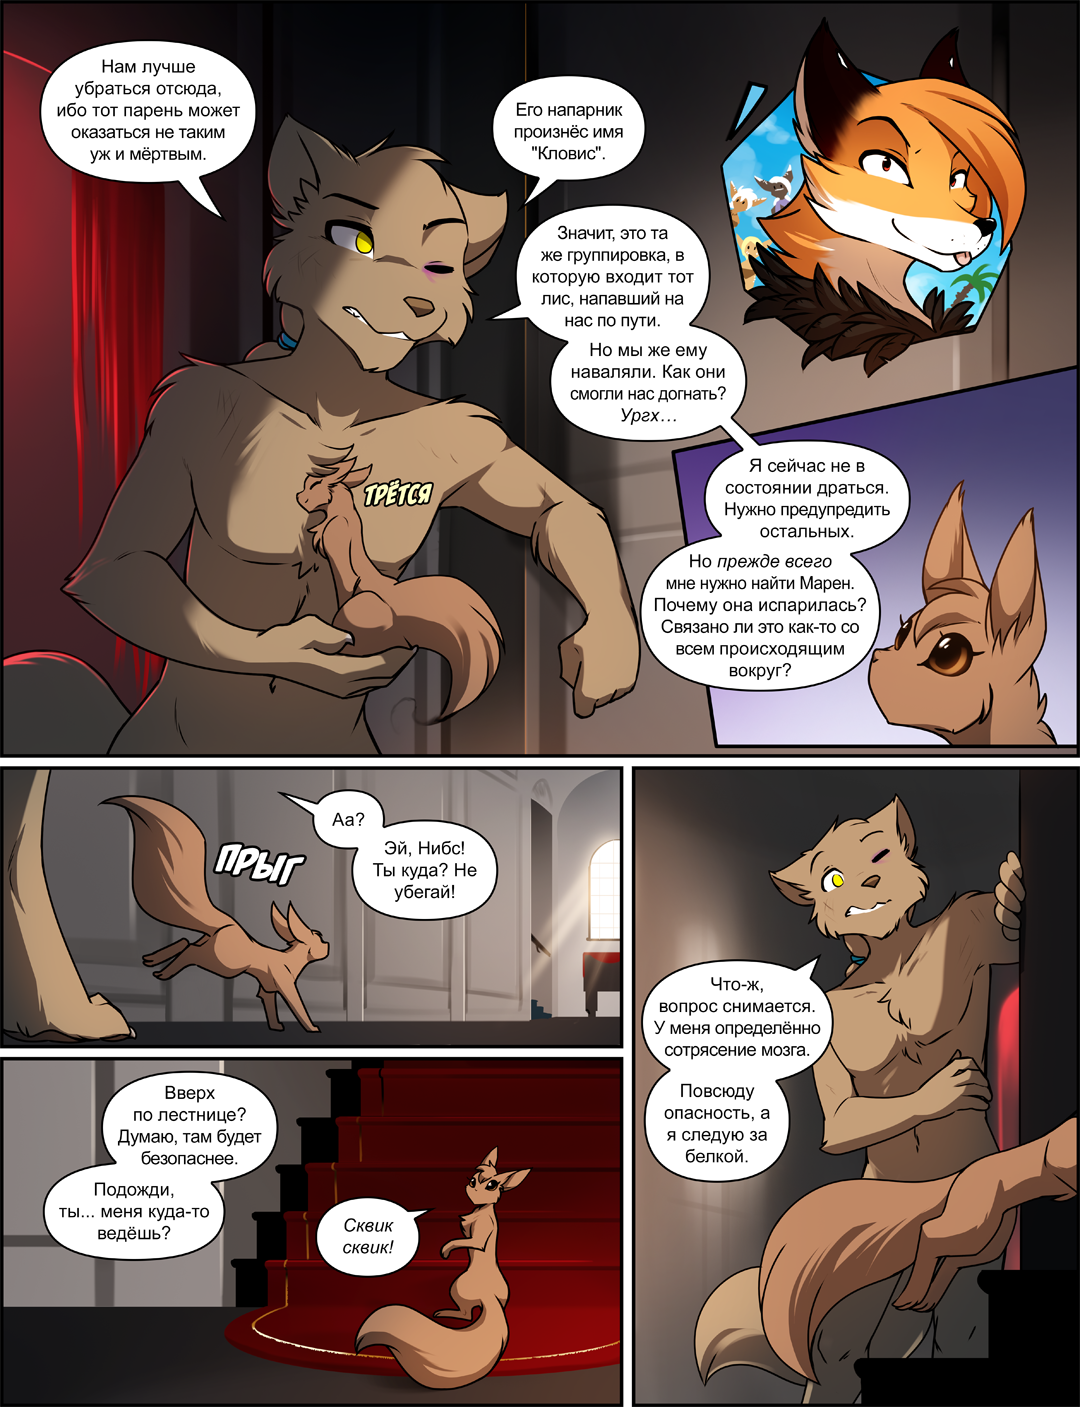 Нам лучше
убраться отсюда,
ибо тот парень может
оказаться не таким
уж и мёртвым.
Его напарник
произнёс имя
"Кловис".
Значит, это та
же группировка, в
которую входит тот
лис, напавший на
нас по пути.
Но мы же ему
наваляли. Как они
смогли нас догнать?
Ургх...
ТРЁТСЯ
Я сейчас не в
состоянии драться.
Нужно предупредить
остальных.
Но прежде всего
мне нужно найти Марен.
Почему она испарилась?
Связано ли это как-то со
всем происходящим
вокруг?
Аа?
Эй, Нибс!
Ты куда? Не
убегай!
ПРЫГ
Вверх
по лестнице?
Думаю, там будет
безопаснее.
Подожди,
ты... меня куда-то
ведёшь?
Сквик
сквик!
Что-ж,
вопрос снимается.
У меня определённо
сотрясение мозга.
Повсюду
опасность, а
я следую за
белкой.